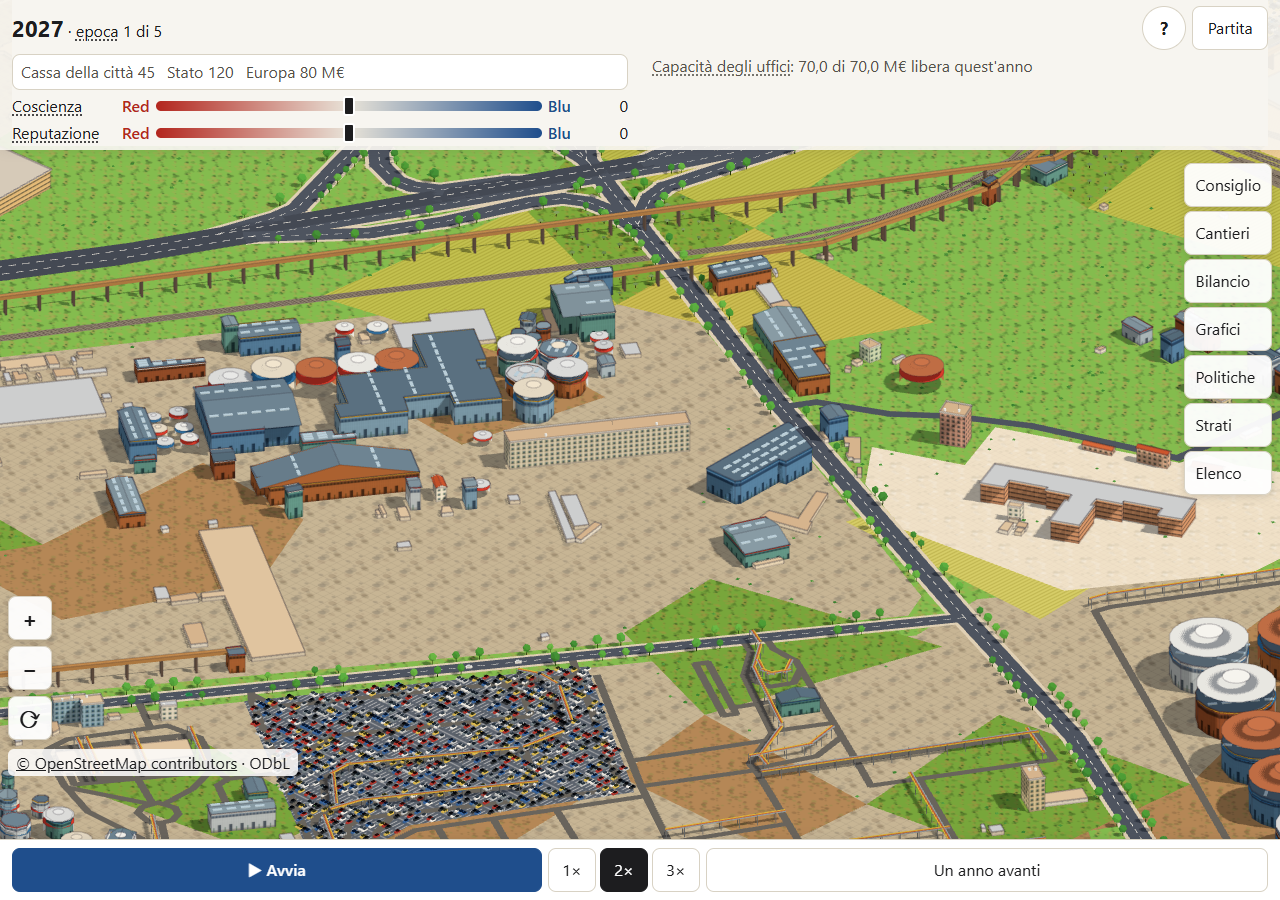 2027 · epoca 1 di 5
? Partita
Cassa della città 45 Stato 120 Europa 80 M€
Capacità degli uffici: 70,0 di 70,0 M€ libera quest'anno
Coscienza Red Blu 0
Reputazione Red Blu 0
Consiglio
Cantieri
Bilancio
Grafici
Politiche
Strati
Elenco
+
−
⟳
© OpenStreetMap contributors · ODbL
▶ Avvia 1× 2× 3× Un anno avanti